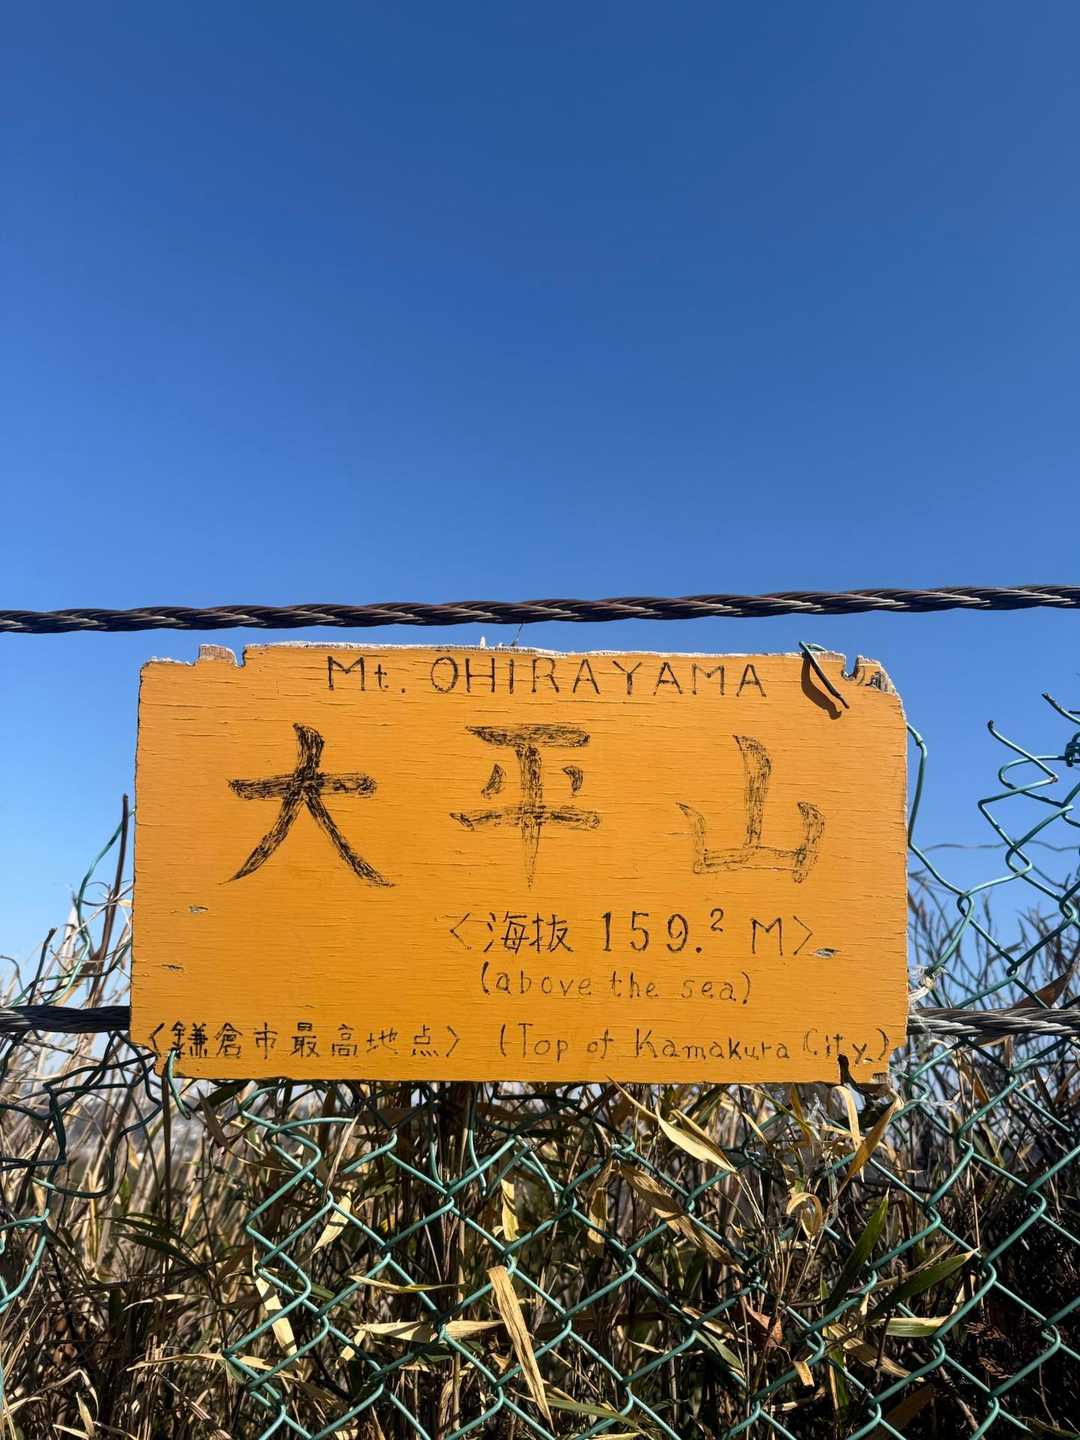 Mt. OHIRAYAMA
大平山
〈海抜 159.² M〉
(above the sea)
〈鎌倉市最高地点〉 (Top of Kamakura City)